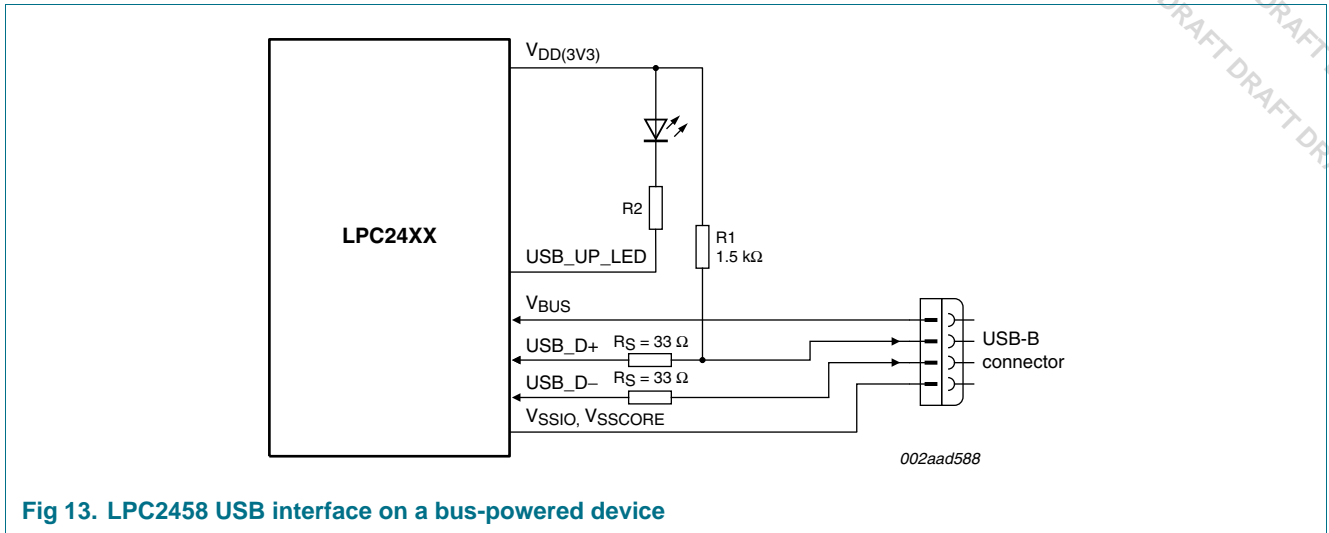 DRAFT DRAFT DRAFT
VDD(3V3)
R2
LPC24XX
R1
1.5 kΩ
USB_UP_LED
VBUS
USB_D+ RS = 33 Ω
USB-B
connector
USB_D− RS = 33 Ω
VSSIO, VSSCORE
002aad588
Fig 13. LPC2458 USB interface on a bus-powered device